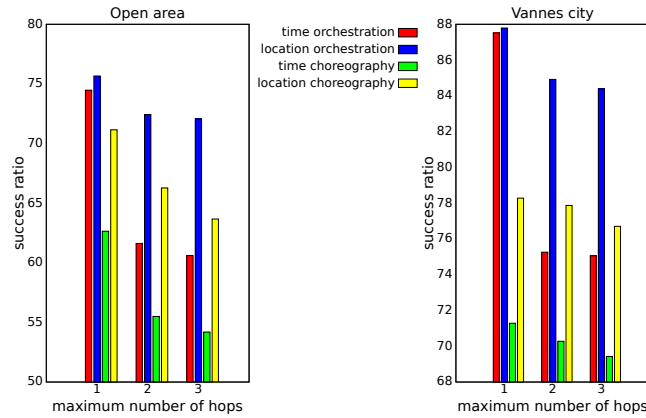 Open area
success ratio
80
75
70
65
60
55
50
1 2 3
maximum number of hops
time orchestration
location orchestration
time choreography
location choreography
Vannes city
success ratio
88
86
84
82
80
78
76
74
72
70
68
1 2 3
maximum number of hops